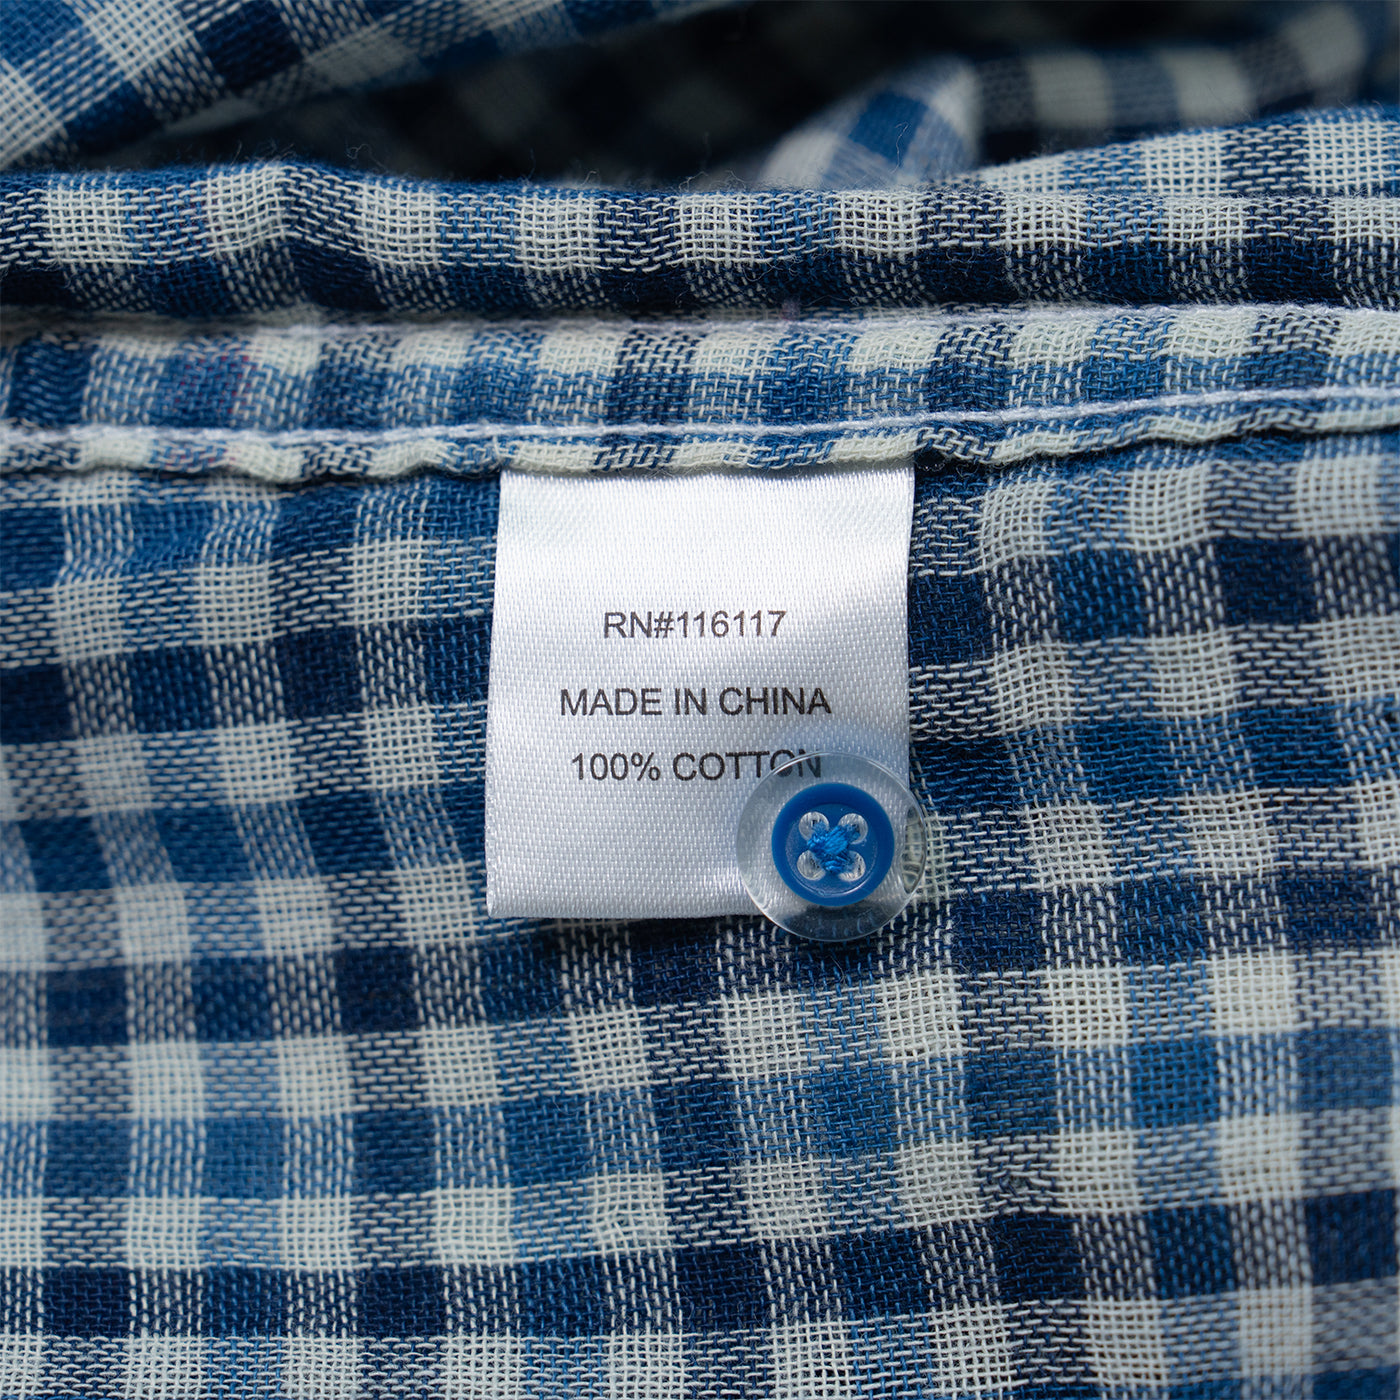 RN#116117
MADE IN CHINA
100% COTTON